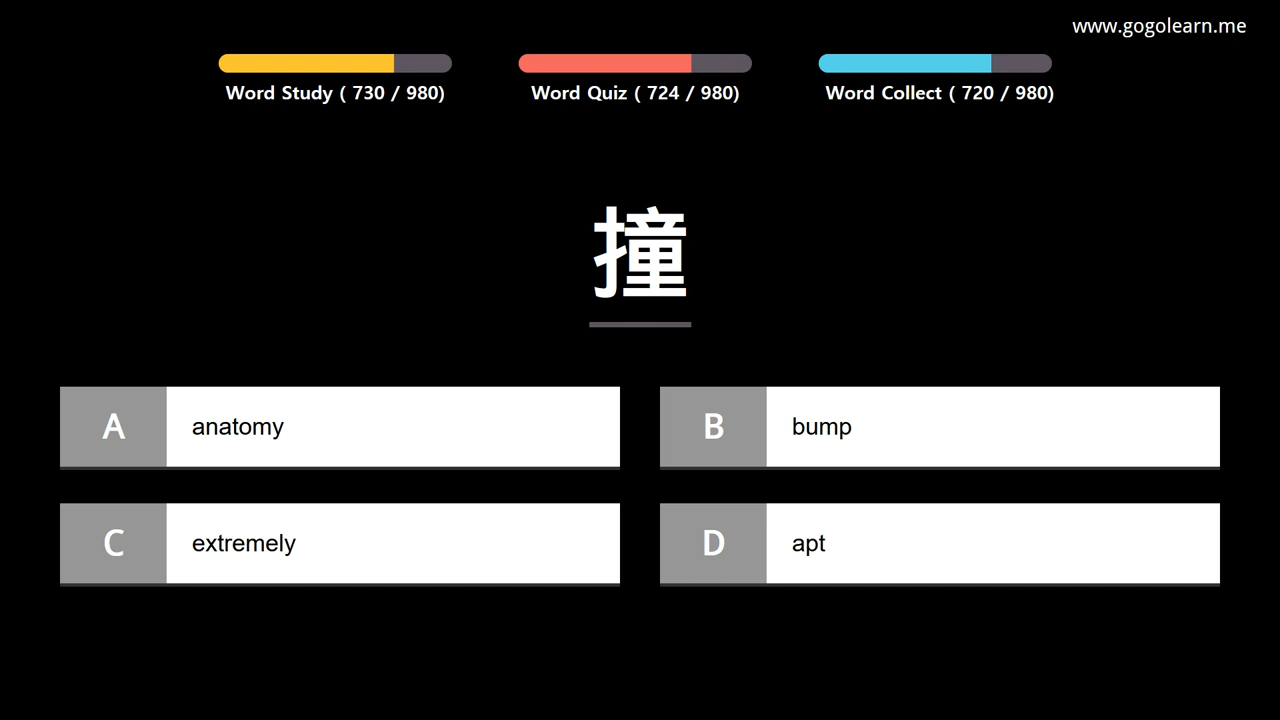 www.gogolearn.me
Word Study ( 730 / 980)
Word Quiz ( 724 / 980)
Word Collect ( 720 / 980)
撞
A anatomy
B bump
C extremely
D apt